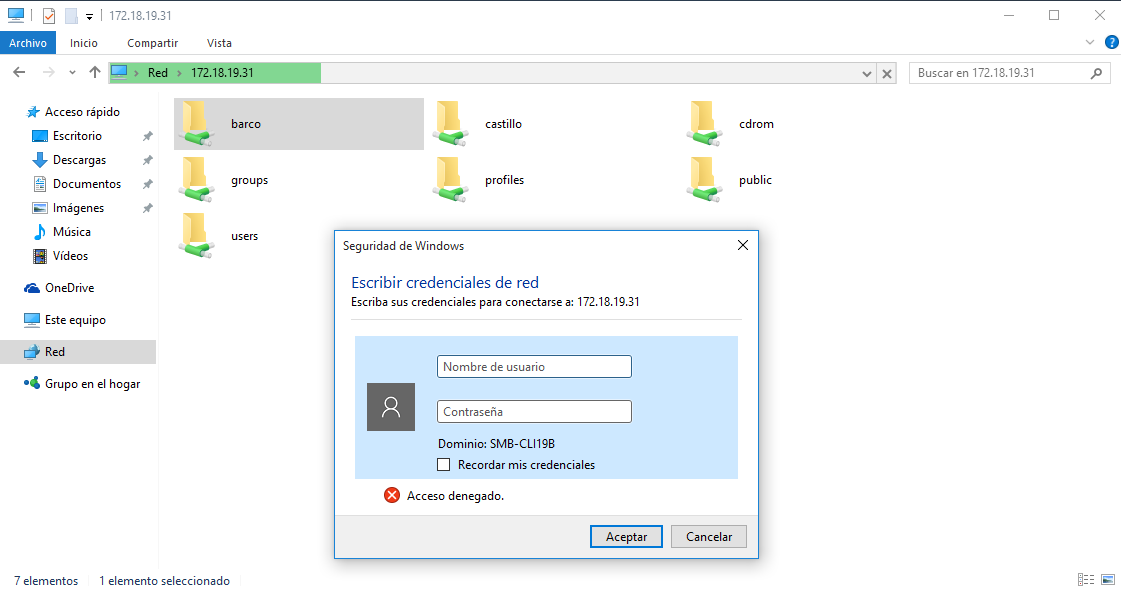 172.18.19.31
Archivo Inicio Compartir Vista
Red 172.18.19.31 Buscar en 172.18.19.31
Acceso rápido
Escritorio
Descargas
Documentos
Imágenes
Música
Vídeos
OneDrive
Este equipo
Red
Grupo en el hogar
barco castillo cdrom
groups profiles public
users
Seguridad de Windows
Escribir credenciales de red
Escriba sus credenciales para conectarse a: 172.18.19.31
Nombre de usuario
Contraseña
Dominio: SMB-CLI19B
Recordar mis credenciales
Acceso denegado.
Aceptar Cancelar
7 elementos 1 elemento seleccionado